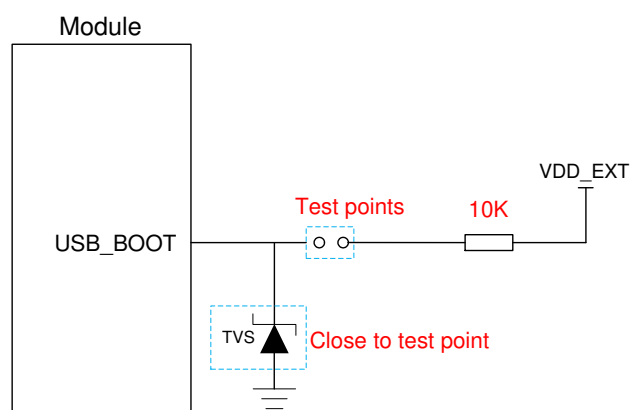 Module
VDD_EXT
Test points
10K
USB_BOOT
TVS
Close to test point